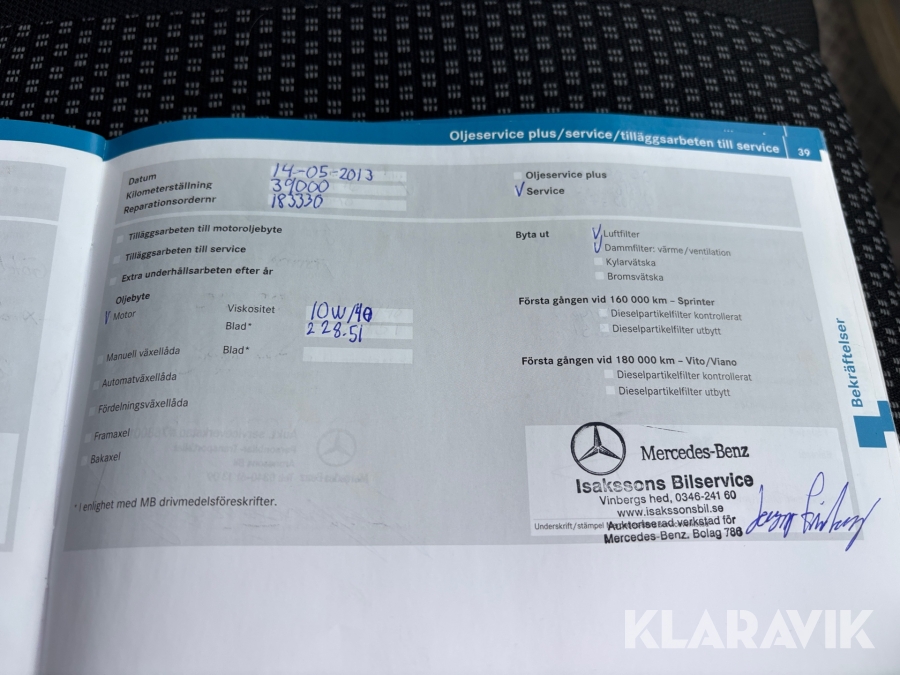 Oljeservice plus/service/tilläggsarbeten till service 39
Datum 14-05-2013
Kilometerställning 39000
Reparationsordernr 183330
Oljeservice plus
Service
Tilläggsarbeten till motoroljebyte
Tilläggsarbeten till service
Extra underhållsarbeten efter år
Oljebyte
Motor Viskositet 10W/40
Blad* 228.51
Manuell växellåda Blad*
Automatväxellåda
Fördelningsväxellåda
Framaxel
Bakaxel
* I enlighet med MB drivmedelsföreskrifter.
Byta ut Luftfilter
Dammfilter: värme/ventilation
Kylarvätska
Bromsvätska
Första gången vid 160 000 km – Sprinter
Dieselpartikelfilter kontrollerat
Dieselpartikelfilter utbytt
Första gången vid 180 000 km – Vito/Viano
Dieselpartikelfilter kontrollerat
Dieselpartikelfilter utbytt
Bekräftelser
Mercedes-Benz
Isakssons Bilservice
Vinbergs hed, 0346-241 60
www.isakssonsbil.se
Underskrift/stämpel
Auktoriserad verkstad för
Mercedes-Benz. Bolag 786
KLARAVIK